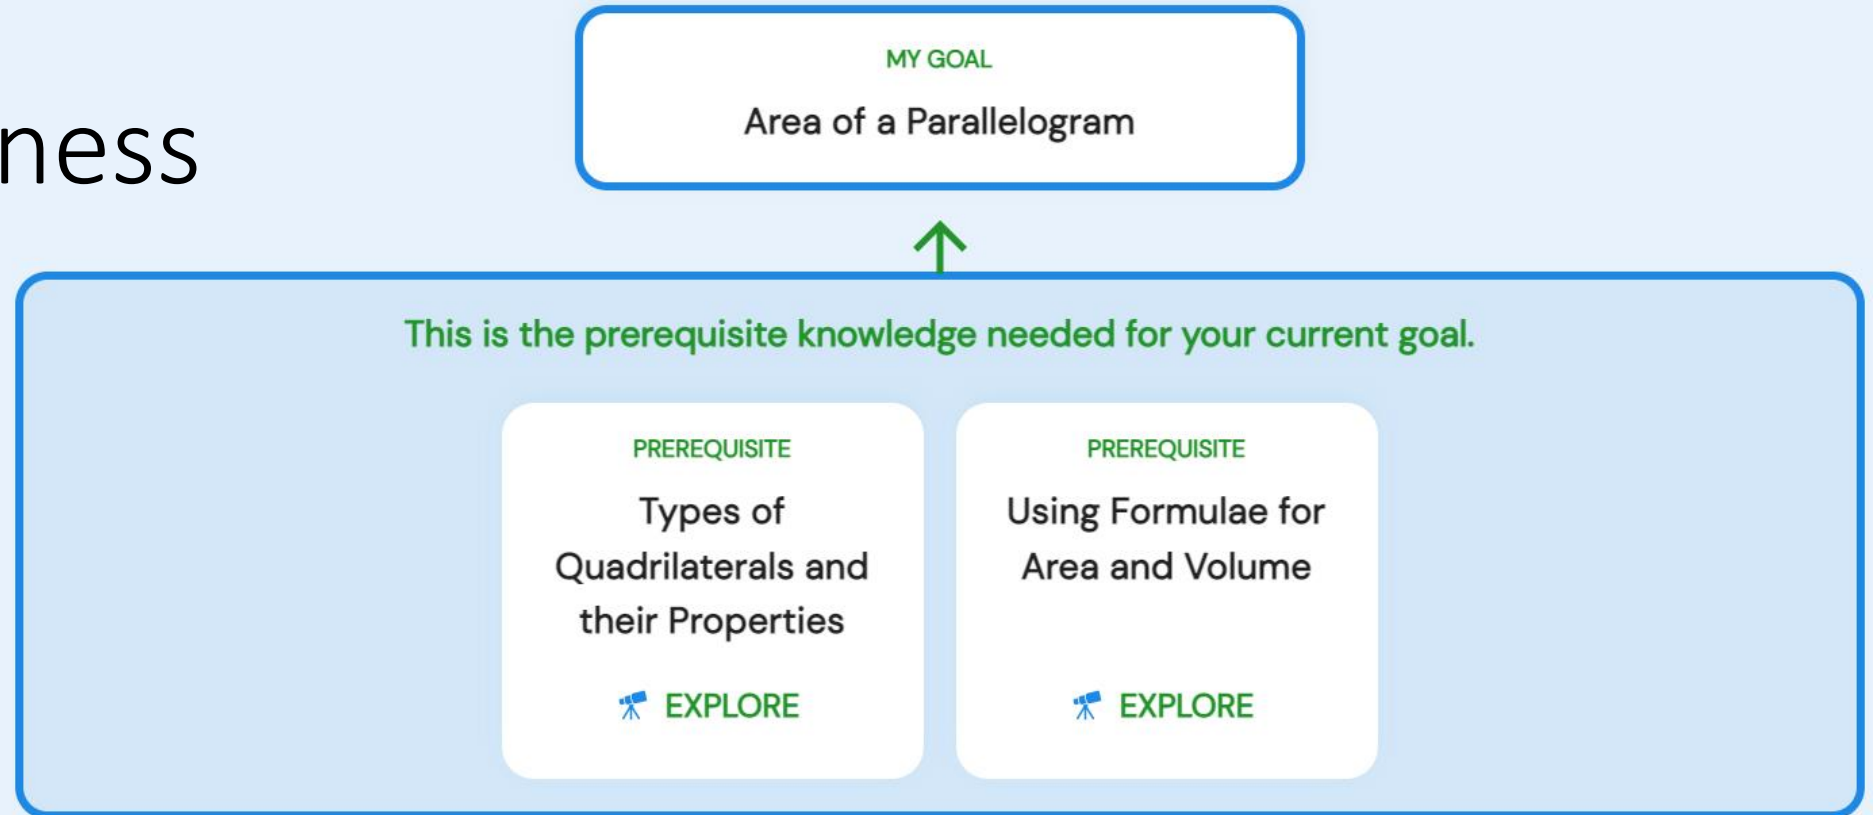 ness
MY GOAL
Area of a Parallelogram
This is the prerequisite knowledge needed for your current goal.
PREREQUISITE
Types of
Quadrilaterals and
their Properties
EXPLORE
PREREQUISITE
Using Formulae for
Area and Volume
EXPLORE